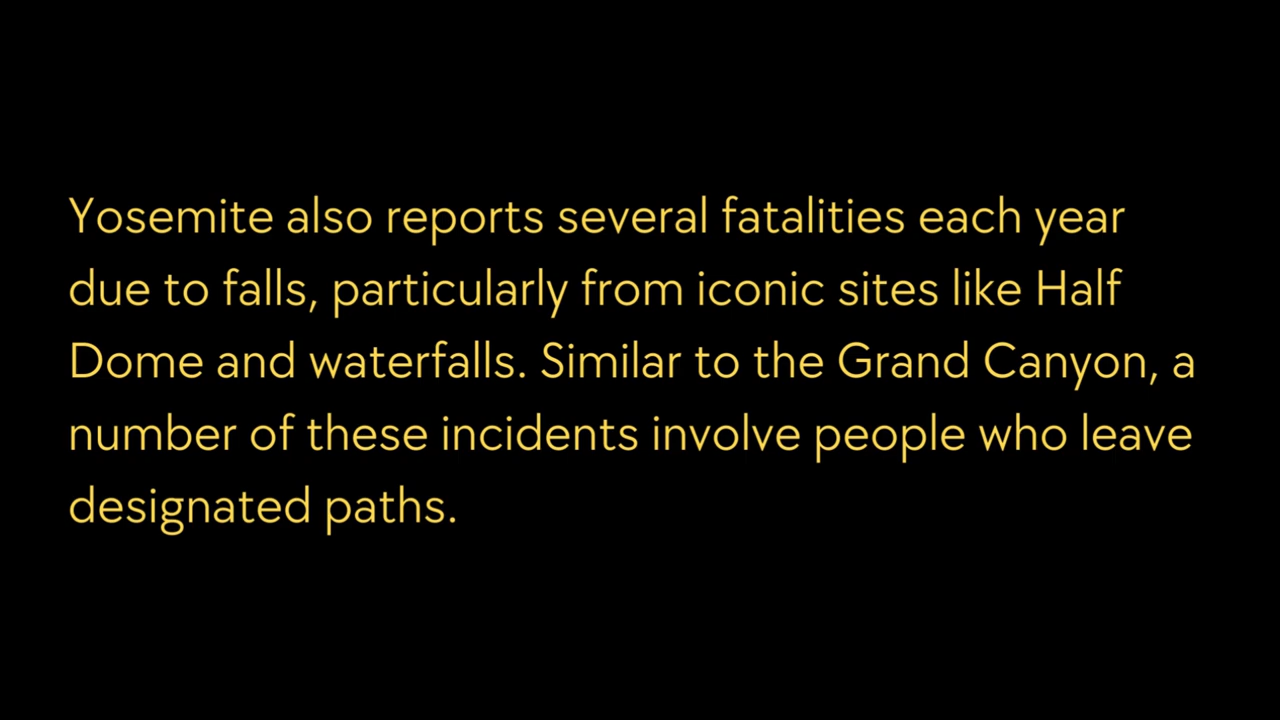 Yosemite also reports several fatalities each year
due to falls, particularly from iconic sites like Half
Dome and waterfalls. Similar to the Grand Canyon, a
number of these incidents involve people who leave
designated paths.